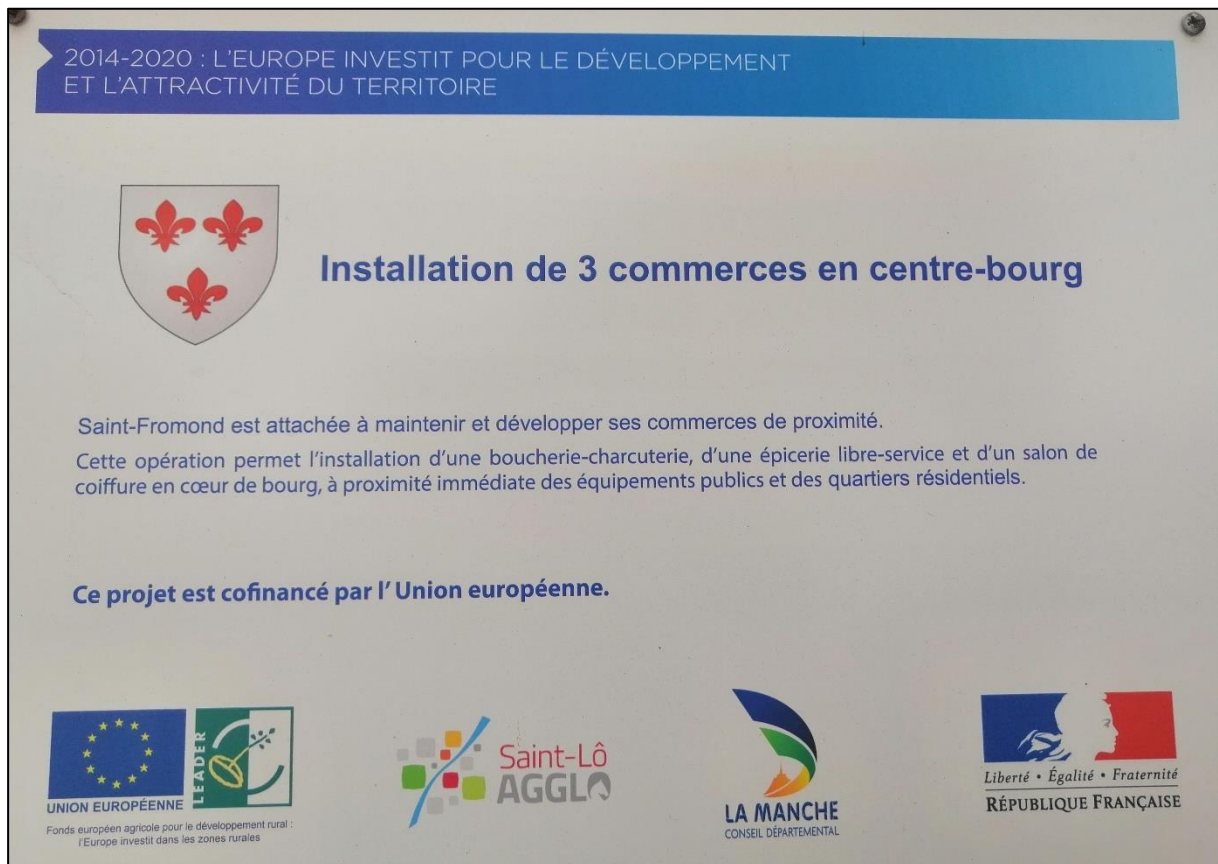 2014-2020 : L'EUROPE INVESTIT POUR LE DÉVELOPPEMENT
ET L'ATTRACTIVITÉ DU TERRITOIRE
Installation de 3 commerces en centre-bourg
Saint-Fromond est attachée à maintenir et développer ses commerces de proximité.
Cette opération permet l'installation d'une boucherie-charcuterie, d'une épicerie libre-service et d'un salon de
coiffure en cœur de bourg, à proximité immédiate des équipements publics et des quartiers résidentiels.
Ce projet est cofinancé par l'Union européenne.
UNION EUROPÉENNE
LEADER
Fonds européen agricole pour le développement rural :
l'Europe investit dans les zones rurales
Saint-Lô
AGGLO
LA MANCHE
CONSEIL DÉPARTEMENTAL
Liberté • Égalité • Fraternité
RÉPUBLIQUE FRANÇAISE